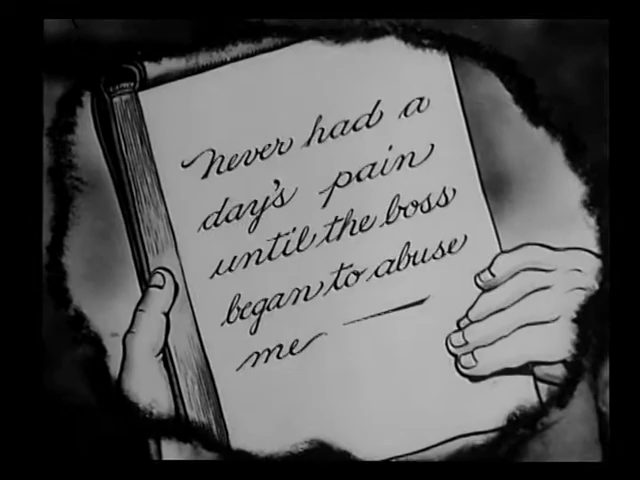 Never had a
day's pain
until the boss
began to abuse
me —